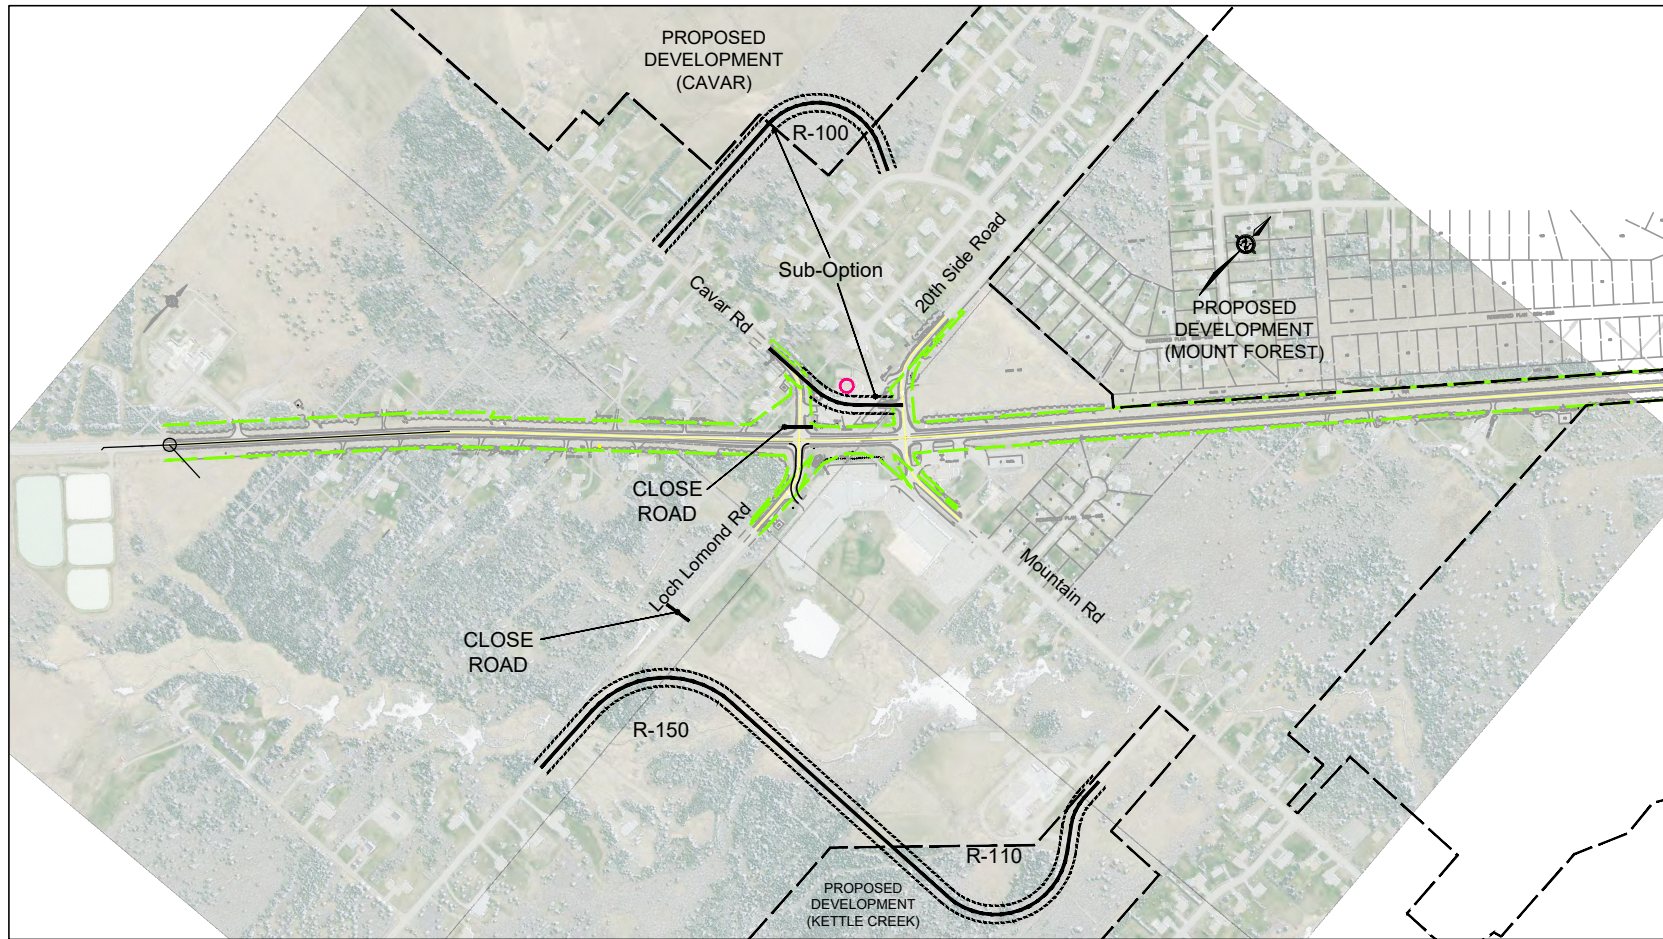 PROPOSED
DEVELOPMENT
(CAVAR)
R-100
Sub-Option
20th Side Road
Cavar Rd
PROPOSED
DEVELOPMENT
(MOUNT FOREST)
CLOSE
ROAD
Loch Lomond Rd
Mountain Rd
CLOSE
ROAD
R-150
R-110
PROPOSED
DEVELOPMENT
(KETTLE CREEK)